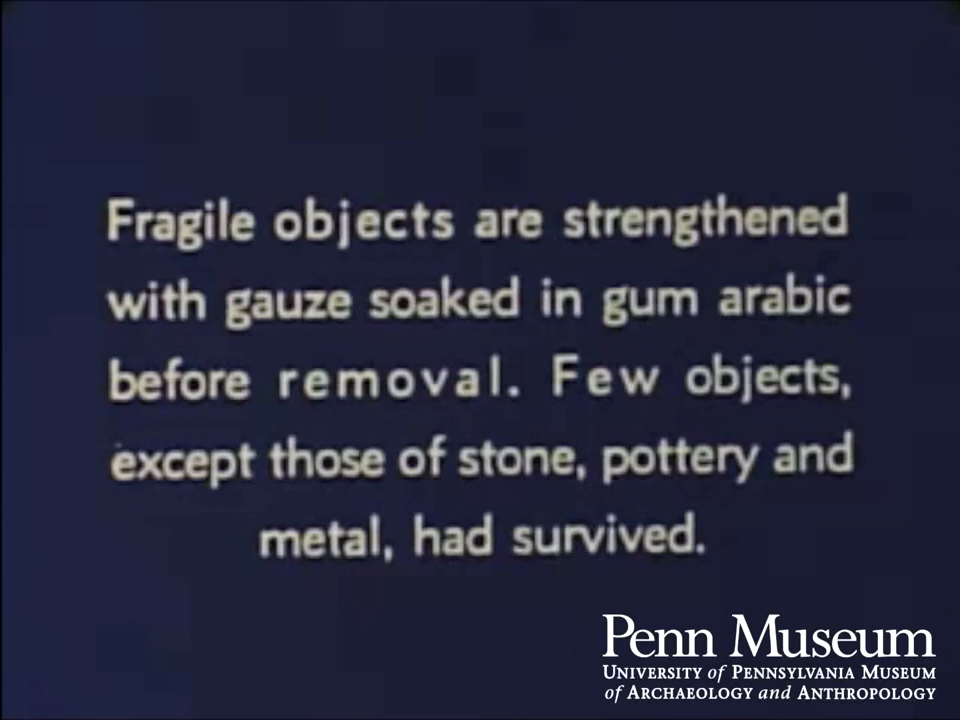 Fragile objects are strengthened
with gauze soaked in gum arabic
before removal. Few objects,
except those of stone, pottery and
metal, had survived.
Penn Museum
UNIVERSITY of PENNSYLVANIA MUSEUM
of ARCHAEOLOGY and ANTHROPOLOGY